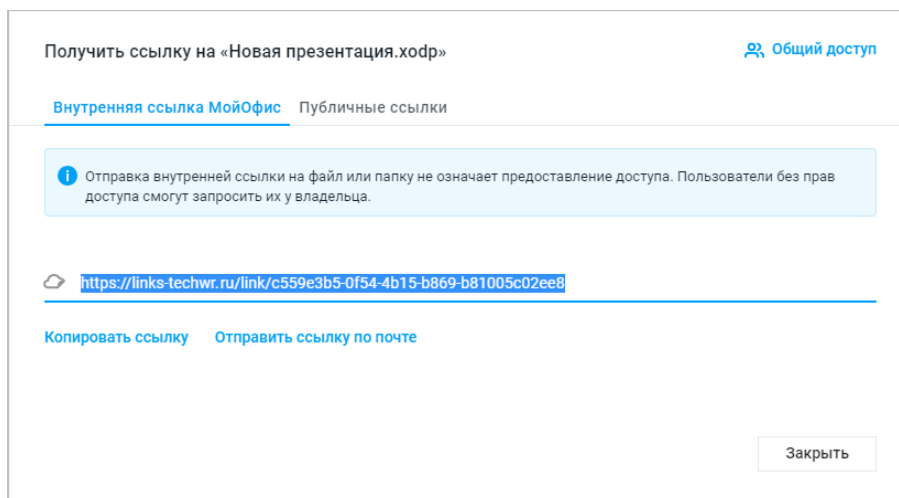 Получить ссылку на «Новая презентация.xodp»
Общий доступ
Внутренняя ссылка МойОфис Публичные ссылки
Отправка внутренней ссылки на файл или папку не означает предоставление доступа. Пользователи без прав
доступа смогут запросить их у владельца.
https://links-techwr.ru/link/c559e3b5-0f54-4b15-b869-b81005c02ee8
Копировать ссылку Отправить ссылку по почте
Закрыть